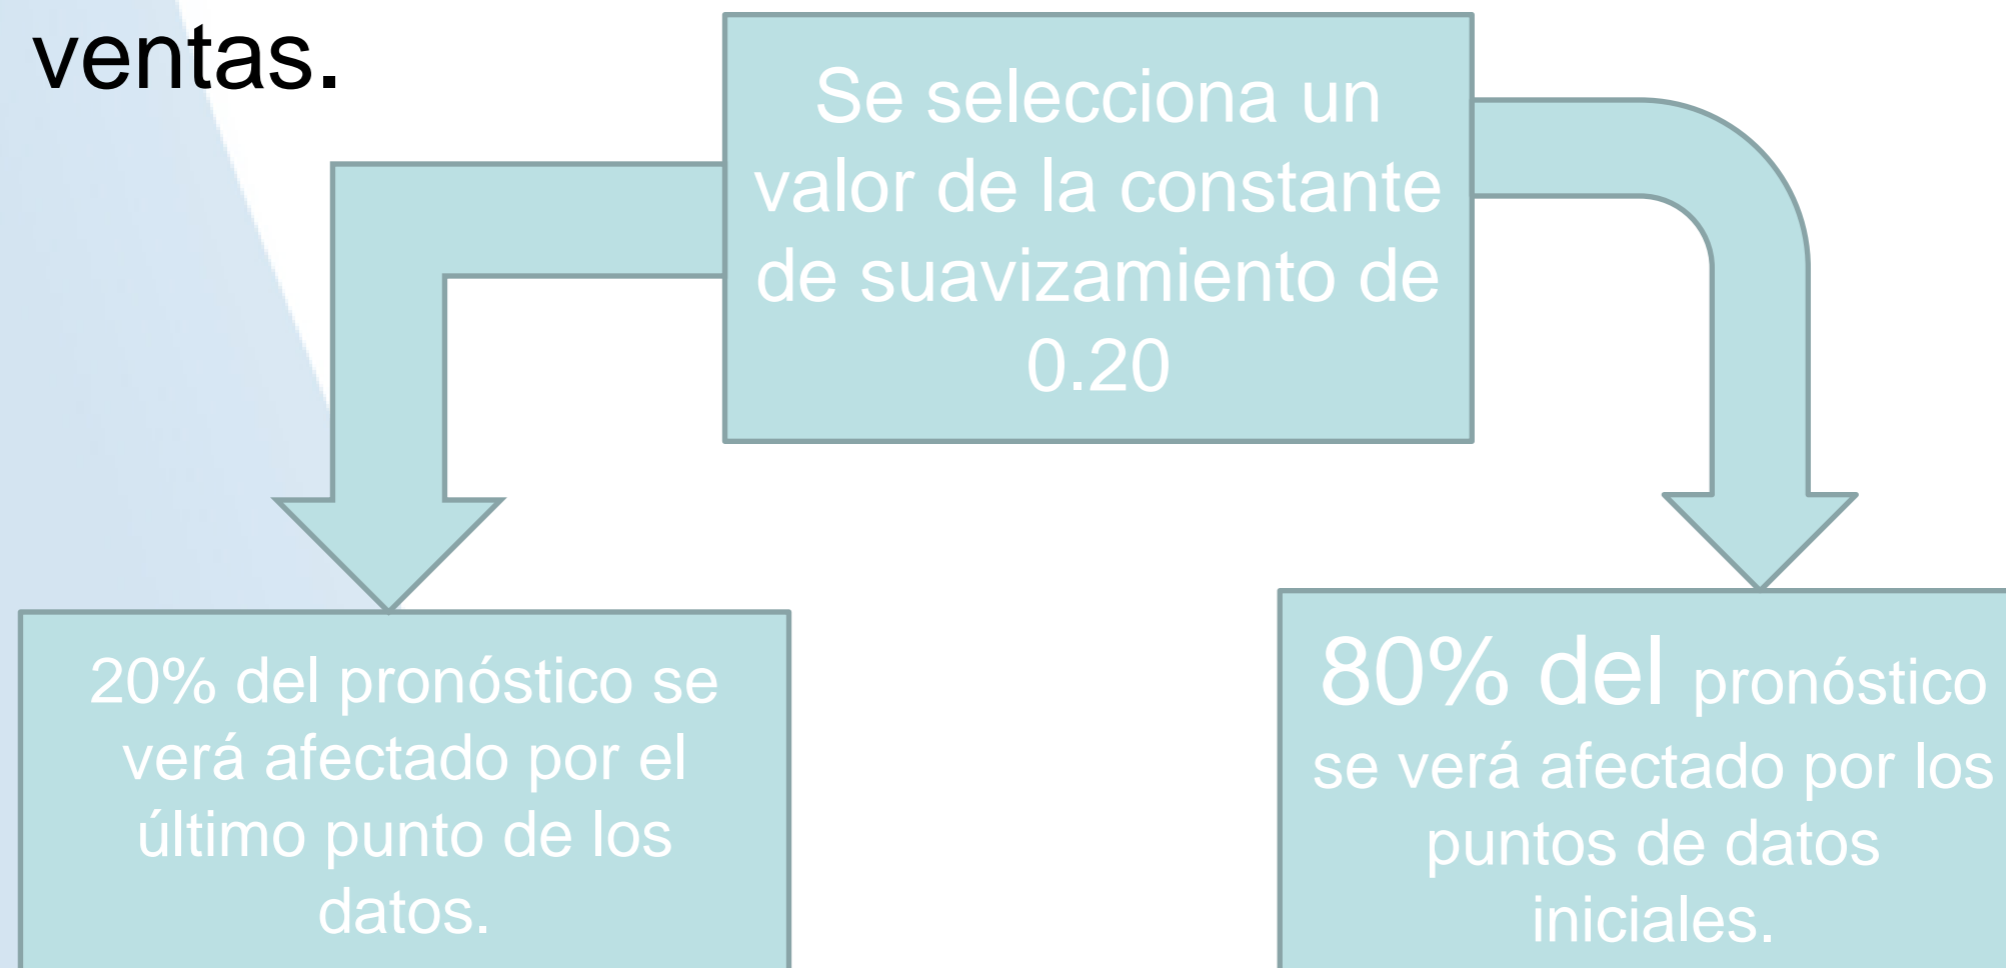 ventas.
Se selecciona un
valor de la constante
de suavizamiento de
0.20
20% del pronóstico se
verá afectado por el
último punto de los
datos.
80% del pronóstico
se verá afectado por los
puntos de datos
iniciales.